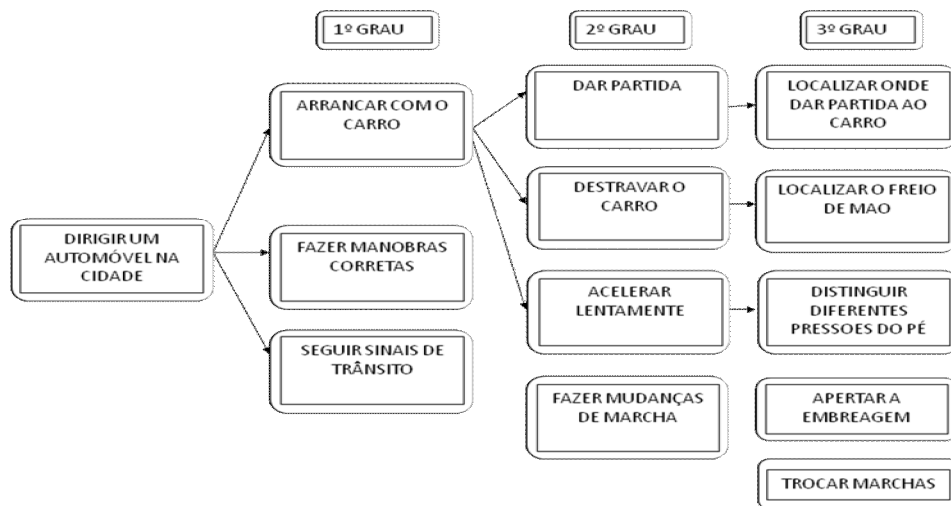 1º GRAU
2º GRAU
3º GRAU
DIRIGIR UM
AUTOMÓVEL NA
CIDADE
ARRANCAR COM O
CARRO
FAZER MANOBRAS
CORRETAS
SEGUIR SINAIS DE
TRÂNSITO
DAR PARTIDA
DESTRAVAR O
CARRO
ACELERAR
LENTAMENTE
FAZER MUDANÇAS
DE MARCHA
LOCALIZAR ONDE
DAR PARTIDA AO
CARRO
LOCALIZAR O FREIO
DE MAO
DISTINGUIR
DIFERENTES
PRESSOES DO PÉ
APERTAR A
EMBREAGEM
TROCAR MARCHAS